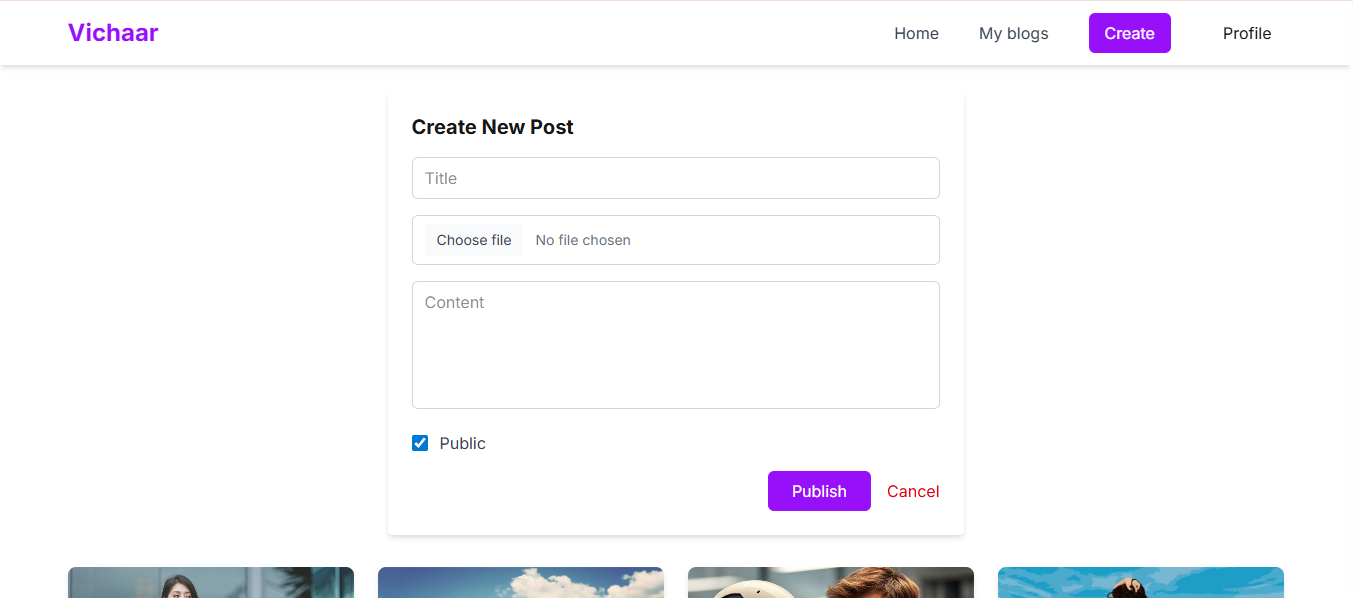 Vichaar Home My blogs Create Profile
Create New Post
Title
Choose file No file chosen
Content
Public
Publish Cancel